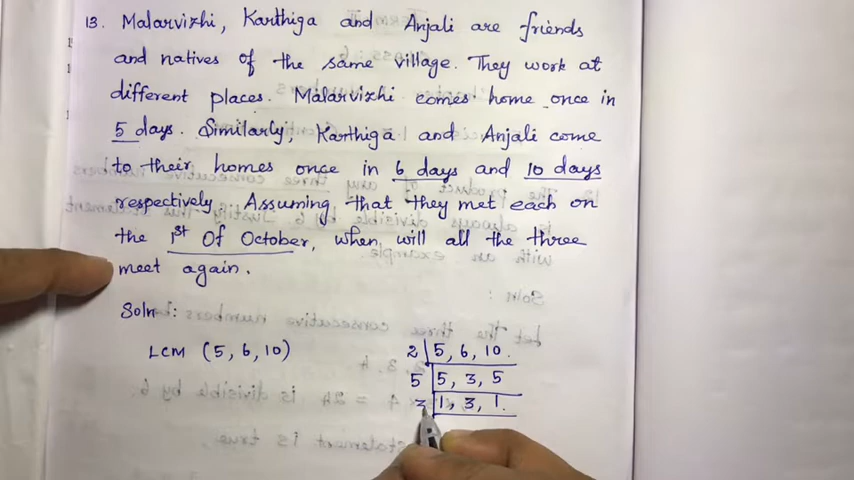 13. Malarvizhi, Karthiga and Anjali are friends
and natives of the same village. They work at
different places. Malarvizhi comes home once in
5 days. Similarly, Karthiga and Anjali come
to their homes once in 6 days and 10 days
respectively. Assuming that they met each on
the 1st Of October, when will all the three
meet again.
Soln :
LCM (5, 6, 10)
2 | 5, 6, 10.
5 | 5, 3, 5
3 | 1, 3, 1.